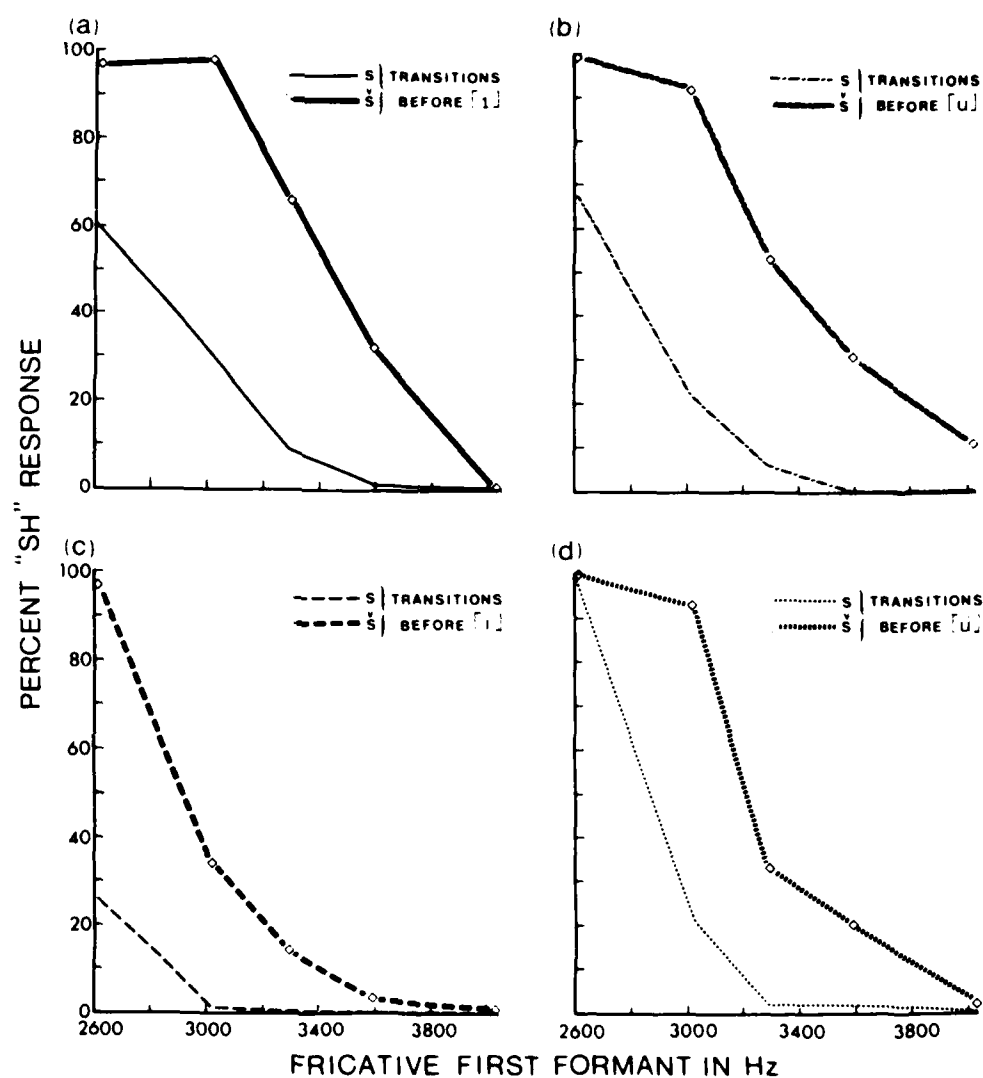 (a)
S TRANSITIONS
Š BEFORE [ɪ]
(b)
S TRANSITIONS
Š BEFORE [u]
100
80
60
40
20
0
(c)
S TRANSITIONS
Š BEFORE [i]
(d)
S TRANSITIONS
Š BEFORE [u]
100
80
60
40
20
0
2600 3000 3400 3800
2600 3000 3400 3800
PERCENT "SH" RESPONSE
FRICATIVE FIRST FORMANT IN Hz